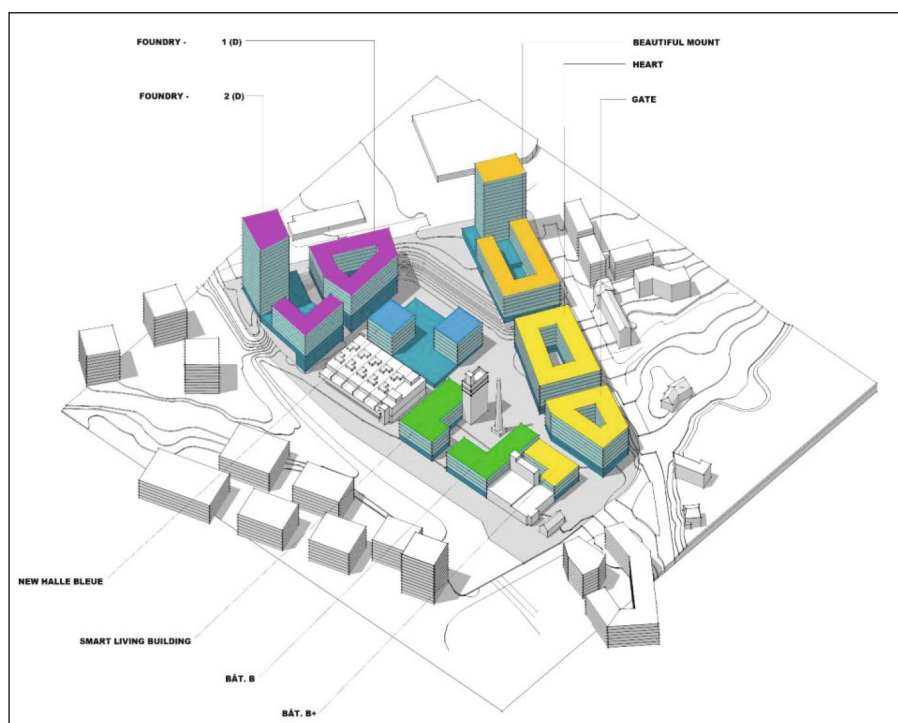 FOUNDRY - 1 (D)
BEAUTIFUL MOUNT
HEART
FOUNDRY - 2 (D)
GATE
NEW HALLE BLEUE
SMART LIVING BUILDING
BÂT. B
BÂT. B+